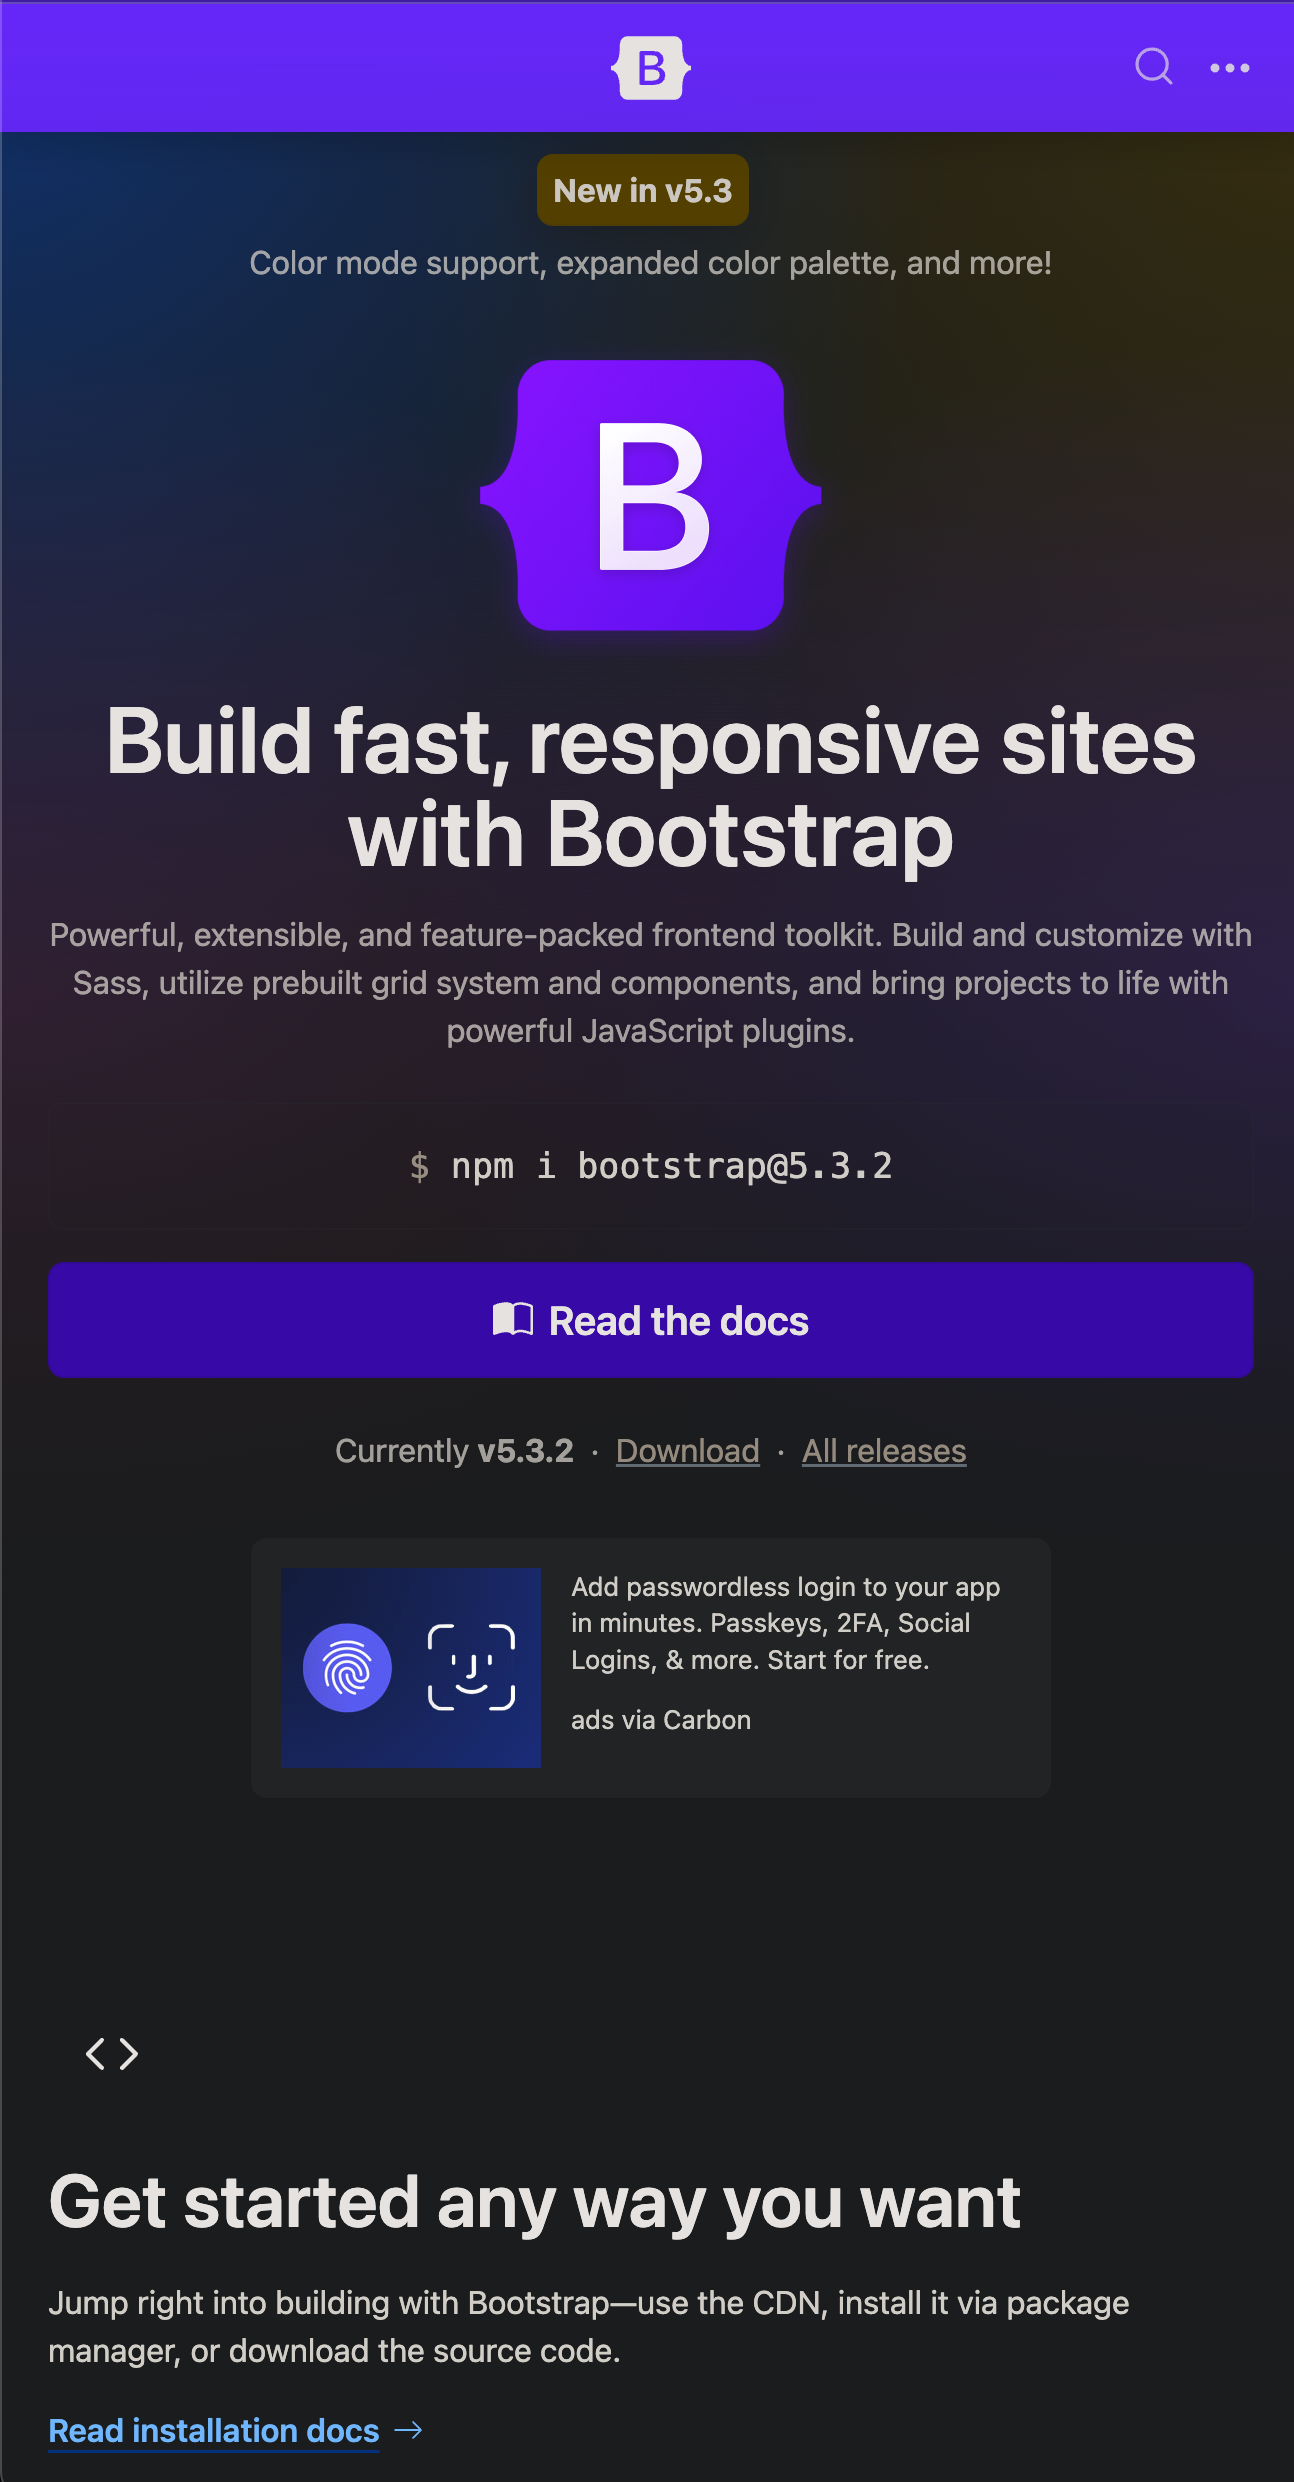 B
New in v5.3
Color mode support, expanded color palette, and more!
B
Build fast, responsive sites
with Bootstrap
Powerful, extensible, and feature-packed frontend toolkit. Build and customize with
Sass, utilize prebuilt grid system and components, and bring projects to life with
powerful JavaScript plugins.
$ npm i bootstrap@5.3.2
Read the docs
Currently v5.3.2 · Download · All releases
Add passwordless login to your app
in minutes. Passkeys, 2FA, Social
Logins, & more. Start for free.
ads via Carbon
Get started any way you want
Jump right into building with Bootstrap—use the CDN, install it via package
manager, or download the source code.
Read installation docs